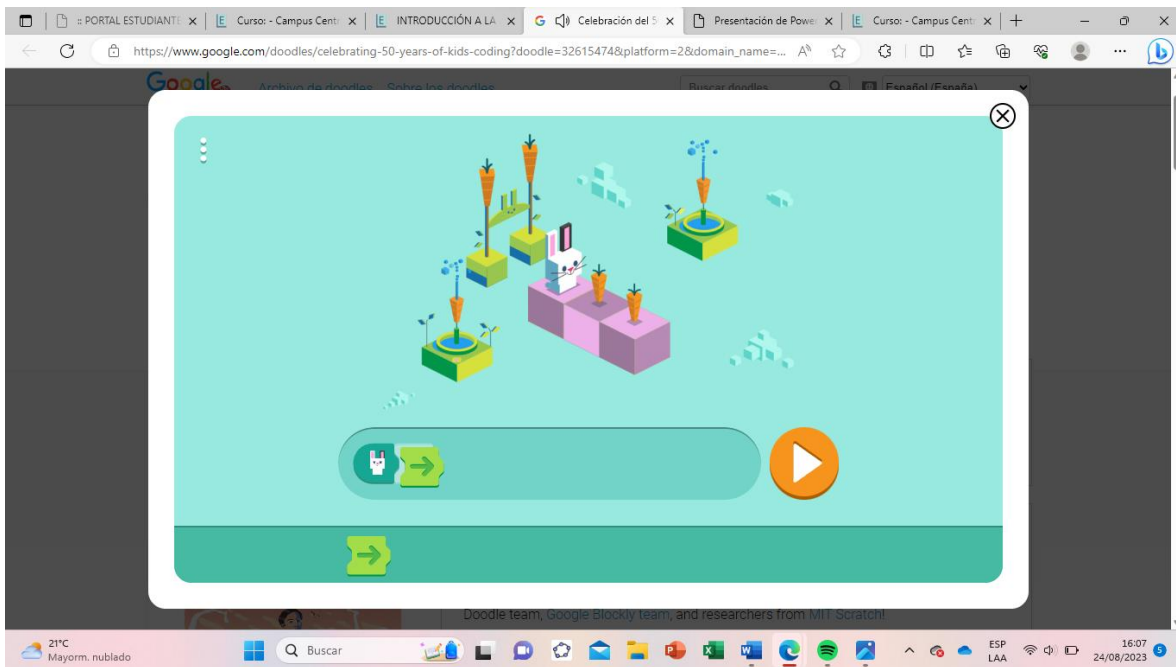 :: PORTAL ESTUDIANTE
Curso: - Campus Centr
INTRODUCCIÓN A LA
Celebración del 5
Presentación de Power
Curso: - Campus Centr
https://www.google.com/doodles/celebrating-50-years-of-kids-coding?doodle=32615474&platform=2&domain_name=...
Google
Archivo de doodles Sobre los doodles
Buscar doodles
Español (España)
Doodle team, Google Blockly team, and researchers from MIT Scratch!
21°C
Mayorm. nublado
Buscar
ESP
LAA
16:07
24/08/2023
5